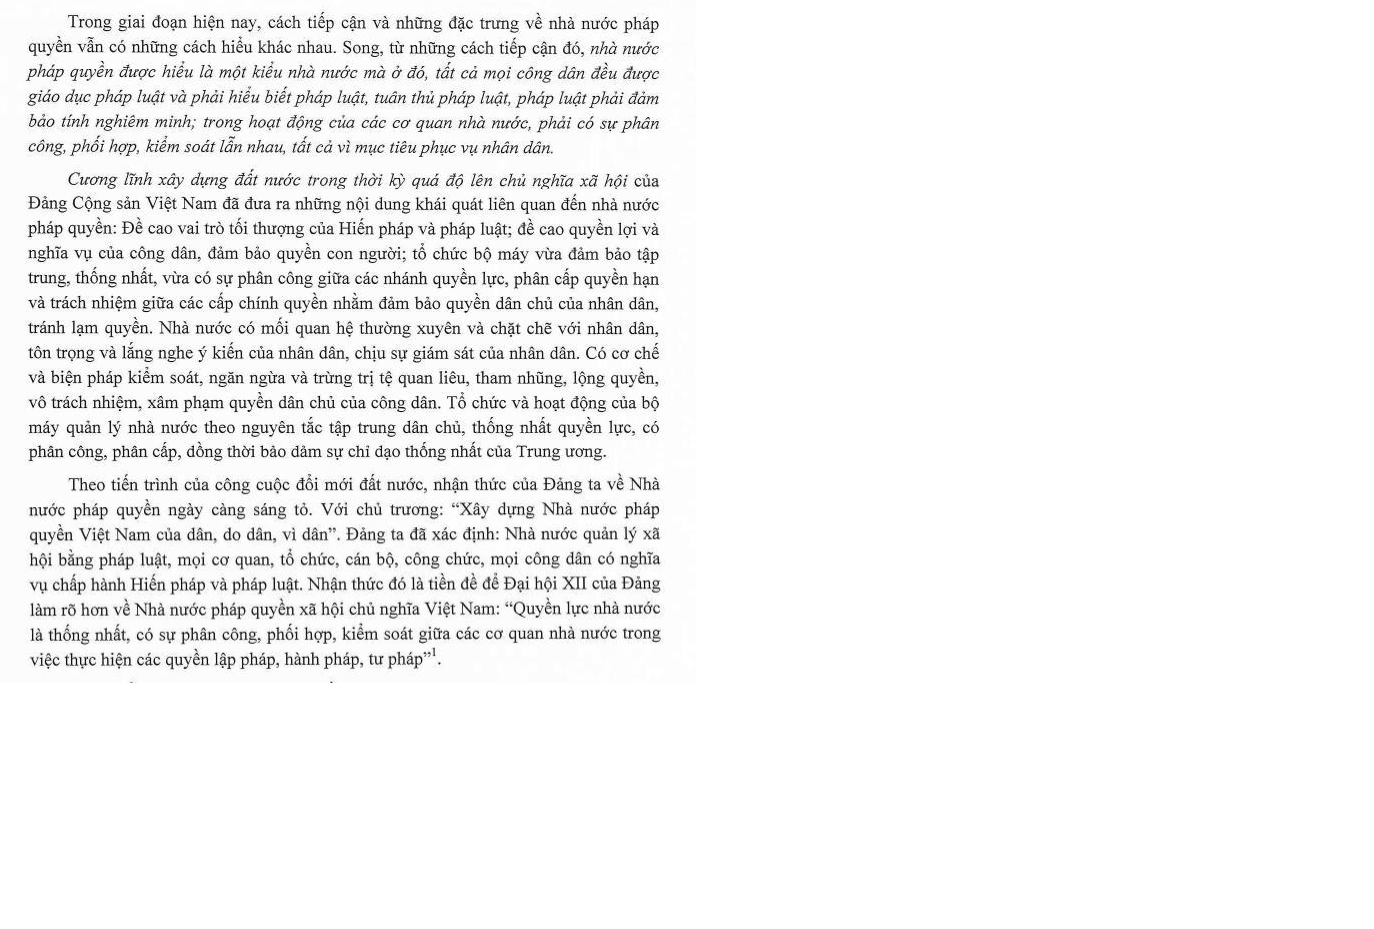 Trong giai đoạn hiện nay, cách tiếp cận và những đặc trưng về nhà nước pháp
quyền vẫn có những cách hiểu khác nhau. Song, từ những cách tiếp cận đó, nhà nước
pháp quyền được hiểu là một kiểu nhà nước mà ở đó, tất cả mọi công dân đều được
giáo dục pháp luật và phải hiểu biết pháp luật, tuân thủ pháp luật, pháp luật phải đảm
bảo tính nghiêm minh; trong hoạt động của các cơ quan nhà nước, phải có sự phân
công, phối hợp, kiểm soát lẫn nhau, tất cả vì mục tiêu phục vụ nhân dân.
Cương lĩnh xây dựng đất nước trong thời kỳ quá độ lên chủ nghĩa xã hội của
Đảng Cộng sản Việt Nam đã đưa ra những nội dung khái quát liên quan đến nhà nước
pháp quyền: Đề cao vai trò tối thượng của Hiến pháp và pháp luật; đề cao quyền lợi và
nghĩa vụ của công dân, đảm bảo quyền con người; tổ chức bộ máy vừa đảm bảo tập
trung, thống nhất, vừa có sự phân công giữa các nhánh quyền lực, phân cấp quyền hạn
và trách nhiệm giữa các cấp chính quyền nhằm đảm bảo quyền dân chủ của nhân dân,
tránh lạm quyền. Nhà nước có mối quan hệ thường xuyên và chặt chẽ với nhân dân,
tôn trọng và lắng nghe ý kiến của nhân dân, chịu sự giám sát của nhân dân. Có cơ chế
và biện pháp kiểm soát, ngăn ngừa và trừng trị tệ quan liêu, tham nhũng, lộng quyền,
vô trách nhiệm, xâm phạm quyền dân chủ của công dân. Tổ chức và hoạt động của bộ
máy quản lý nhà nước theo nguyên tắc tập trung dân chủ, thống nhất quyền lực, có
phân công, phân cấp, đồng thời bảo đảm sự chỉ đạo thống nhất của Trung ương.
Theo tiến trình của công cuộc đổi mới đất nước, nhận thức của Đảng ta về Nhà
nước pháp quyền ngày càng sáng tỏ. Với chủ trương: “Xây dựng Nhà nước pháp
quyền Việt Nam của dân, do dân, vì dân”. Đảng ta đã xác định: Nhà nước quản lý xã
hội bằng pháp luật, mọi cơ quan, tổ chức, cán bộ, công chức, mọi công dân có nghĩa
vụ chấp hành Hiến pháp và pháp luật. Nhận thức đó là tiền đề để Đại hội XII của Đảng
làm rõ hơn về Nhà nước pháp quyền xã hội chủ nghĩa Việt Nam: “Quyền lực nhà nước
là thống nhất, có sự phân công, phối hợp, kiểm soát giữa các cơ quan nhà nước trong
việc thực hiện các quyền lập pháp, hành pháp, tư pháp”¹.